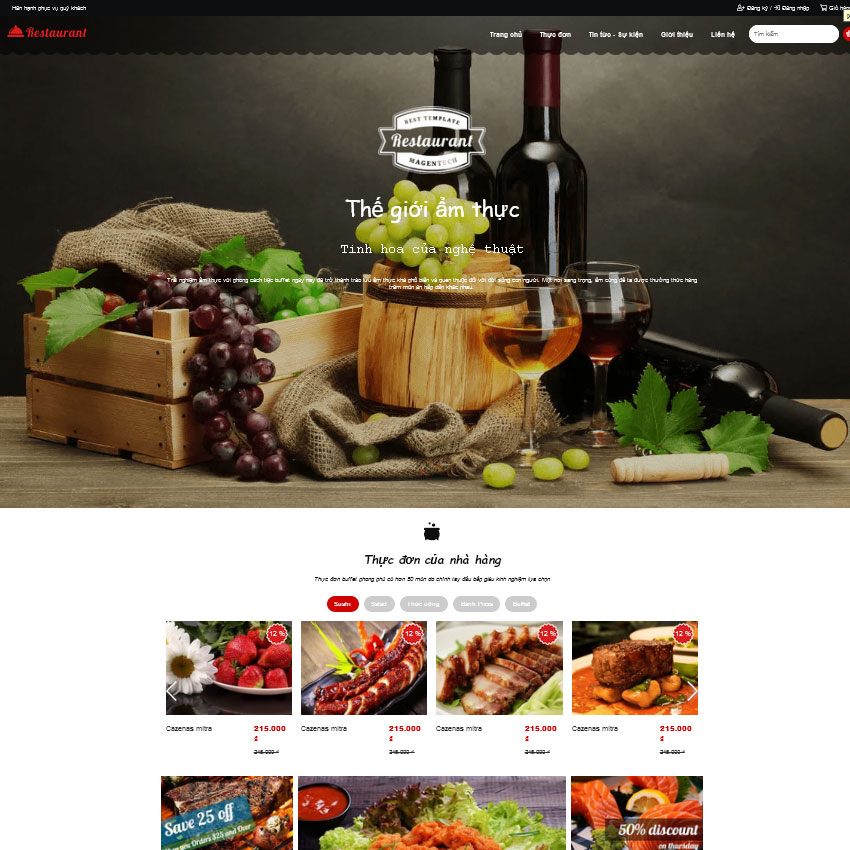 Hân hạnh phục vụ quý khách
Đăng ký / Đăng nhập
Giỏ hàng
Restaurant
Trang chủ
Thực đơn
Tin tức - Sự kiện
Giới thiệu
Liên hệ
Tìm kiếm
BEST TEMPLATE
Restaurant
MAGENTECH
Thế giới ẩm thực
Tinh hoa của nghệ thuật
Trải nghiệm ẩm thực với phong cách tiệc buffet ngày nay đã trở thành trào lưu ẩm thực khá phổ biến và quen thuộc đối với đời sống con người. Một nơi sang trọng, ấm cúng để ta được thưởng thức hàng
trăm món ăn hấp dẫn khác nhau.
Thực đơn của nhà hàng
Thực đơn buffet phong phú có hơn 50 món do chính tay đầu bếp giàu kinh nghiệm lựa chọn
Sushi
Salad
Thức uống
Bánh Pizza
Buffet
12 %
12 %
12 %
12 %
Cazenas mitra
215.000
₫
245.000 ₫
Cazenas mitra
215.000
₫
245.000 ₫
Cazenas mitra
215.000
₫
245.000 ₫
Cazenas mitra
215.000
₫
245.000 ₫
Save 25 off
When you Orders $25 and Over
50% discount
on thursday